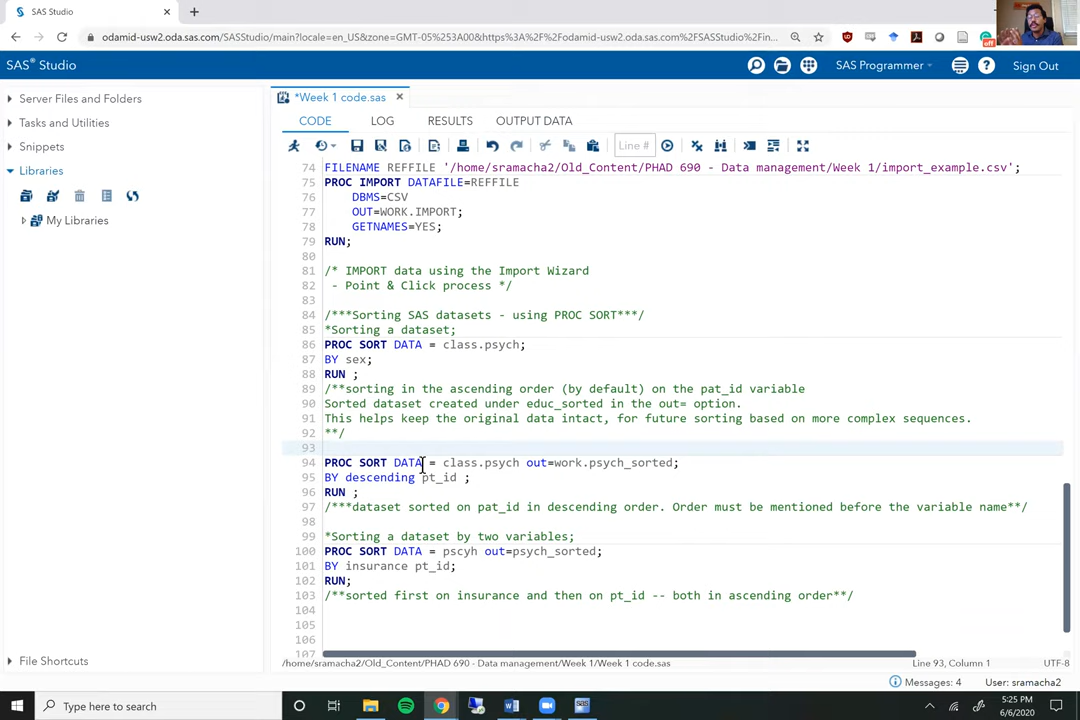 SAS Studio
odamid-usw2.oda.sas.com/SASStudio/main?locale=en_US&zone=GMT-05%253A00&https%3A%2F%2Fodamid-usw2.oda.sas.com%2FSASStudio%2Fin...
off
SAS® Studio
SAS Programmer
Sign Out
Server Files and Folders
Tasks and Utilities
Snippets
Libraries
My Libraries
File Shortcuts
*Week 1 code.sas
CODE LOG RESULTS OUTPUT DATA
Line #
74 FILENAME REFFILE '/home/sramacha2/Old_Content/PHAD 690 - Data management/Week 1/import_example.csv';
75 PROC IMPORT DATAFILE=REFFILE
76 DBMS=CSV
77 OUT=WORK.IMPORT;
78 GETNAMES=YES;
79 RUN;
80
81 /* IMPORT data using the Import Wizard
82 - Point & Click process */
83
84 /***Sorting SAS datasets - using PROC SORT***/
85 *Sorting a dataset;
86 PROC SORT DATA = class.psych;
87 BY sex;
88 RUN ;
89 /**sorting in the ascending order (by default) on the pat_id variable
90 Sorted dataset created under educ_sorted in the out= option.
91 This helps keep the original data intact, for future sorting based on more complex sequences.
92 **/
93
94 PROC SORT DATA = class.psych out=work.psych_sorted;
95 BY descending pt_id ;
96 RUN ;
97 /***dataset sorted on pat_id in descending order. Order must be mentioned before the variable name**/
98
99 *Sorting a dataset by two variables;
100 PROC SORT DATA = pscyh out=psych_sorted;
101 BY insurance pt_id;
102 RUN;
103 /**sorted first on insurance and then on pt_id -- both in ascending order**/
104
105
106
107
/home/sramacha2/Old_Content/PHAD 690 - Data management/Week 1/Week 1 code.sas
Line 93, Column 1
UTF-8
Messages: 4
User: sramacha2
Type here to search
5:25 PM
6/6/2020